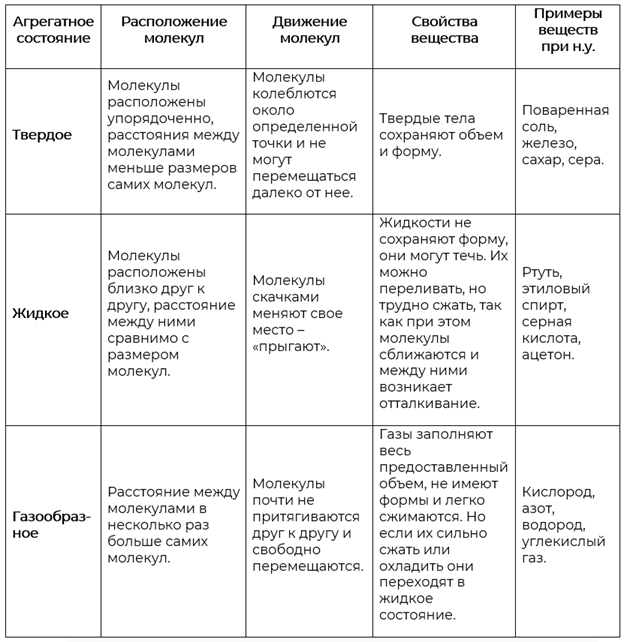 Агрегатное
состояние
Расположение
молекул
Движение
молекул
Свойства
вещества
Примеры
веществ
при н.у.
Твердое
Молекулы
расположены
упорядоченно,
расстояния между
молекулами
меньше размеров
самих молекул.
Молекулы
колеблются
около
определенной
точки и не
могут
перемещаться
далеко от нее.
Твердые тела
сохраняют объем
и форму.
Поваренная
соль,
железо,
сахар, сера.
Жидкое
Молекулы
расположены
близко друг к
другу, расстояние
между ними
сравнимо с
размером
молекул.
Молекулы
скачками
меняют свое
место –
«прыгают».
Жидкости не
сохраняют форму,
они могут течь. Их
можно
переливать, но
трудно сжать, так
как при этом
молекулы
сближаются и
между ними
возникает
отталкивание.
Ртуть,
этиловый
спирт,
серная
кислота,
ацетон.
Газообраз-
ное
Расстояние между
молекулами в
несколько раз
больше самих
молекул.
Молекулы
почти не
притягиваются
друг к другу и
свободно
перемещаются.
Газы заполняют
весь
предоставленный
объем, не имеют
формы и легко
сжимаются. Но
если их сильно
сжать или
охладить они
переходят в
жидкое
состояние.
Кислород,
азот,
водород,
углекислый
газ.